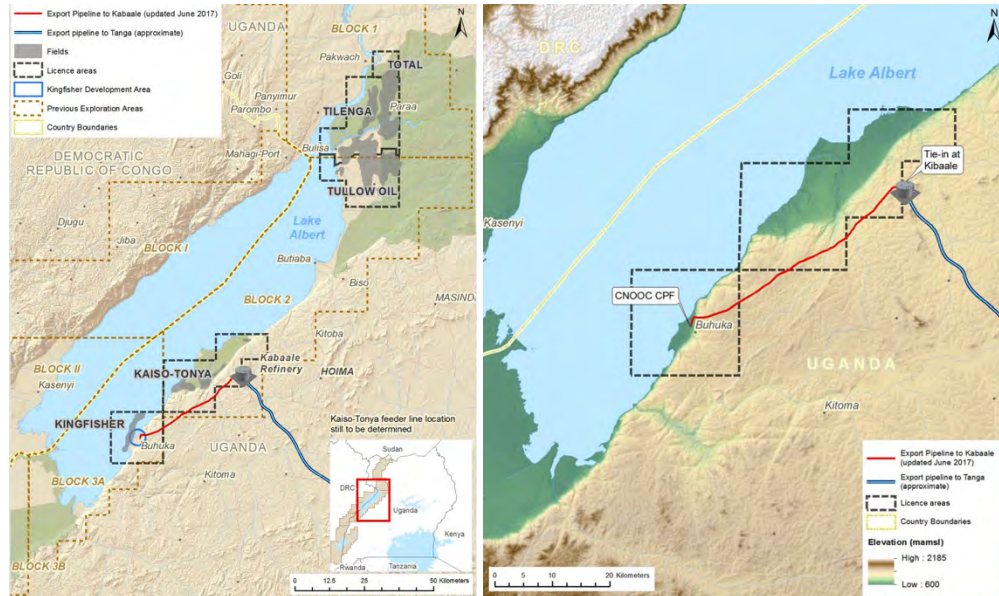 Export Pipeline to Kabaale (updated June 2017)
Export pipeline to Tanga (approximate)
Fields
Licence areas
Kingfisher Development Area
Previous Exploration Areas
Country Boundaries
UGANDA
BLOCK 1
N
Pakwach
TOTAL
Goli
Panyimur
Parombo
Paraa
TILENGA
Mahagi-Port
Bulisa
DEMOCRATIC
REPUBLIC OF CONGO
TULLOW OIL
Lake
Albert
Djugu
Jiba
BLOCK I
Butiaba
Biso
BLOCK 2
MASIND
Kitoba
BLOCK II
Kasenyi
KAISO-TONYA
Kabaale
Refinery
HOIMA
KINGFISHER
Buhuka
UGANDA
Kaiso-Tonya feeder line location
still to be determined
BLOCK 3A
Kitoma
Sudan
DRC
Uganda
Kenya
Rwanda
Tanzania
BLOCK 3B
0 12.5 25 50 Kilometers
N
DRC
Lake Albert
Tie-in at
Kibaale
Kasenyi
CNOOC CPF
Buhuka
UGANDA
Kitoma
Export Pipeline to Kabaale
(updated June 2017)
Export pipeline to Tanga
(approximate)
Licence areas
Country Boundaries
Elevation (mamsl)
High : 2185
Low : 600
0 5 10 20 Kilometers